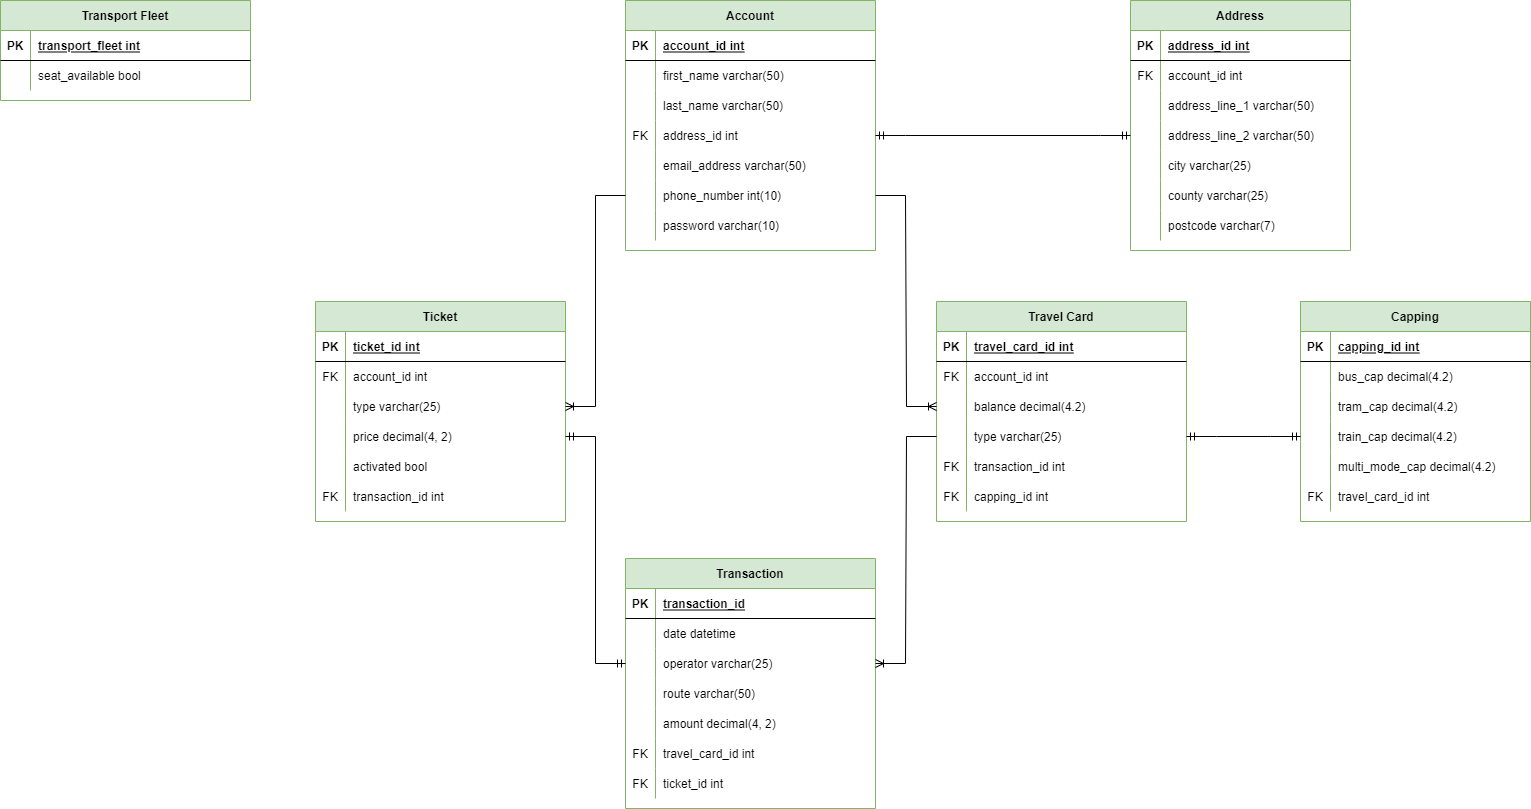 Transport Fleet
PK transport_fleet int
seat_available bool
Account
PK account_id int
first_name varchar(50)
last_name varchar(50)
FK address_id int
email_address varchar(50)
phone_number int(10)
password varchar(10)
Address
PK address_id int
FK account_id int
address_line_1 varchar(50)
address_line_2 varchar(50)
city varchar(25)
county varchar(25)
postcode varchar(7)
Ticket
PK ticket_id int
FK account_id int
type varchar(25)
price decimal(4, 2)
activated bool
FK transaction_id int
Travel Card
PK travel_card_id int
FK account_id int
balance decimal(4.2)
type varchar(25)
FK transaction_id int
FK capping_id int
Capping
PK capping_id int
bus_cap decimal(4.2)
tram_cap decimal(4.2)
train_cap decimal(4.2)
multi_mode_cap decimal(4.2)
FK travel_card_id int
Transaction
PK transaction_id
date datetime
operator varchar(25)
route varchar(50)
amount decimal(4, 2)
FK travel_card_id int
FK ticket_id int